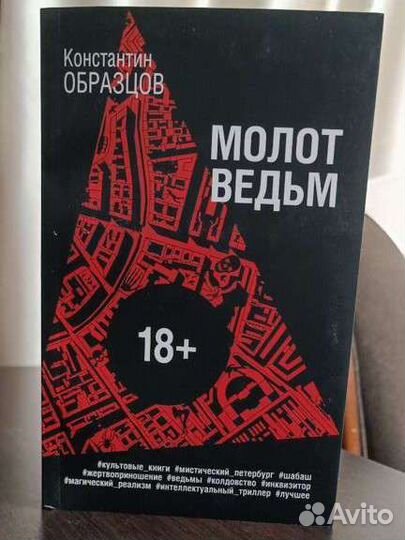 Константин
ОБРАЗЦОВ
МОЛОТ
ВЕДЬМ
18+
#культовые_книги #мистический_петербург #шабаш
#жертвоприношение #ведьмы #колдовство #инквизитор
#магический_реализм #интеллектуальный_триллер #лучшее
Avito